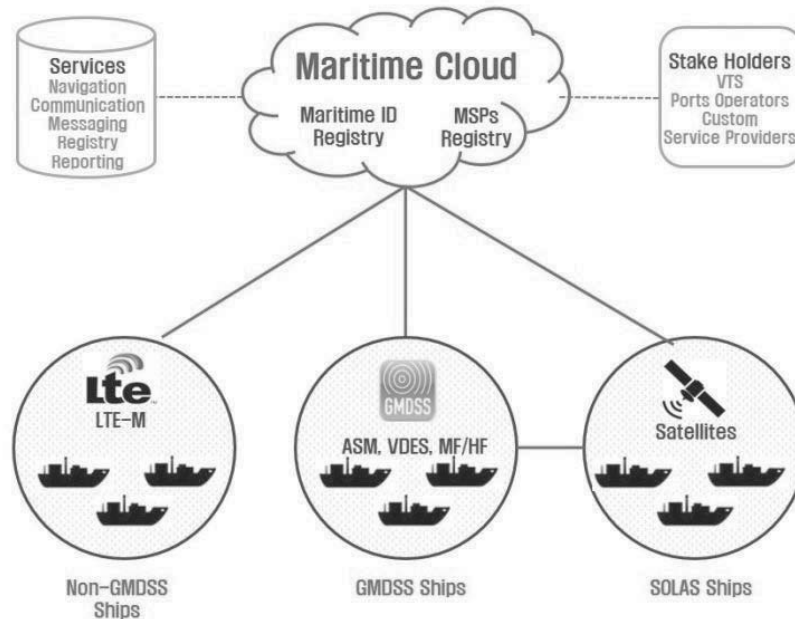 Services
Navigation
Communication
Messaging
Registry
Reporting
Maritime Cloud
Maritime ID
Registry
MSPs
Registry
Stake Holders
VTS
Ports Operators
Custom
Service Providers
Lte
LTE-M
GMDSS
ASM, VDES, MF/HF
Satellites
Non-GMDSS
Ships
GMDSS Ships
SOLAS Ships